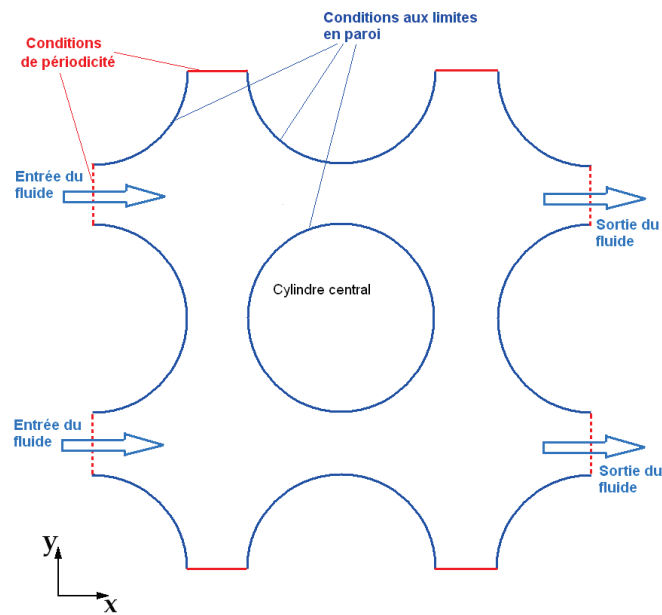 Conditions aux limites
en paroi
Conditions
de périodicité
Entrée du
fluide
Sortie du
fluide
Cylindre central
Entrée du
fluide
Sortie du
fluide
y
x